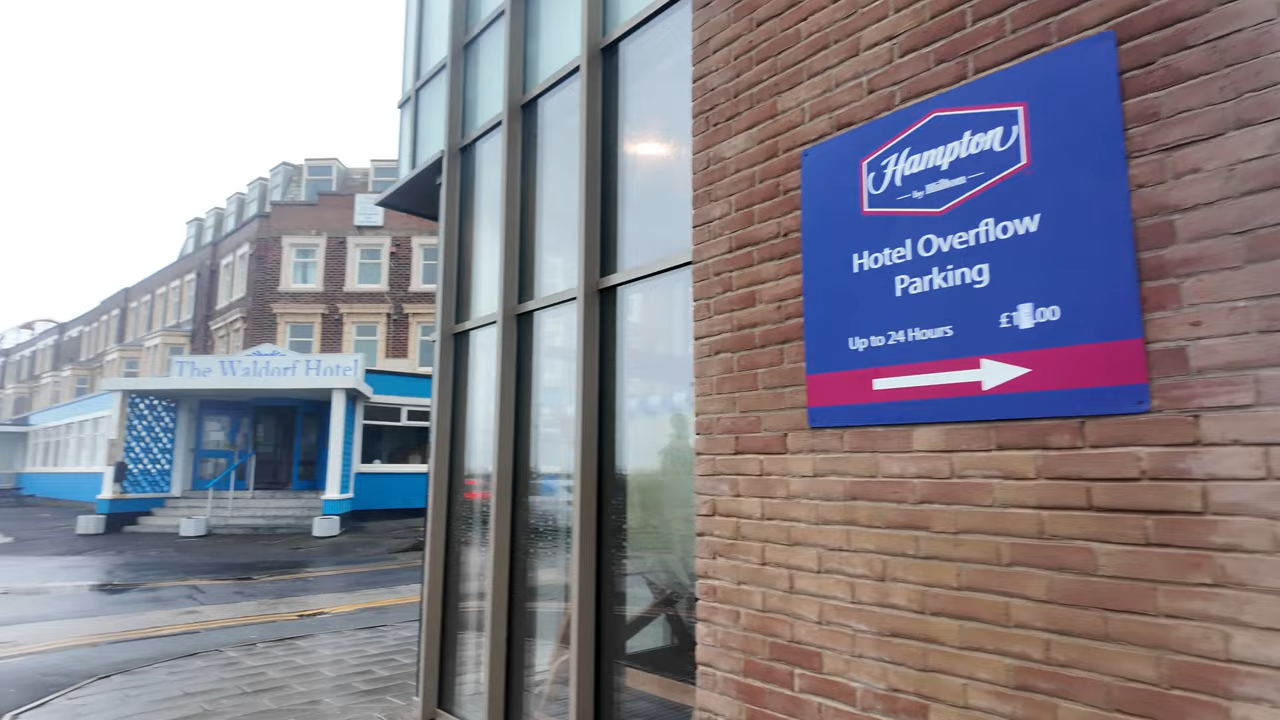 The Waldorf Hotel
Hampton
by Hilton
Hotel Overflow
Parking
Up to 24 Hours